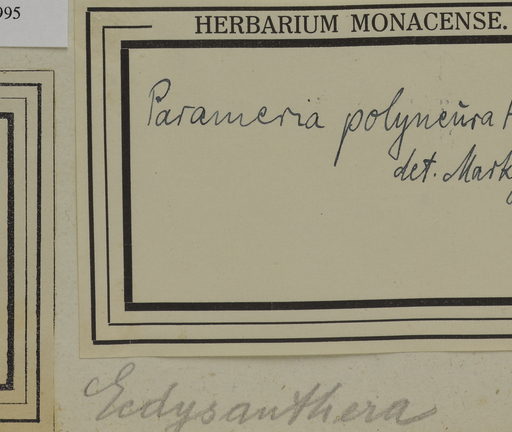 995
HERBARIUM MONACENSE.
Parameria polyneura H
det. Mark
Ecdysanthera